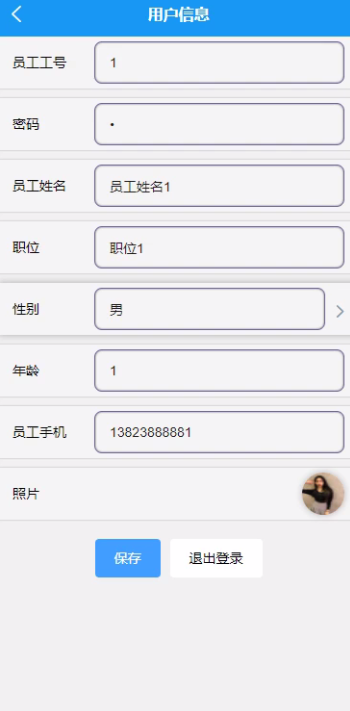 用户信息
员工工号 1
密码 •
员工姓名 员工姓名1
职位 职位1
性别 男
年龄 1
员工手机 13823888881
照片
保存 退出登录